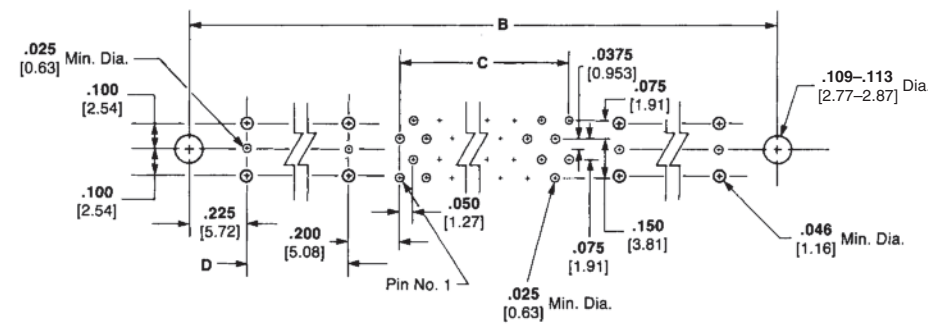 B
.025
[0.63] Min. Dia.
C
.0375
[0.953]
.075
[1.91]
.109–.113
[2.77–2.87] Dia.
.100
[2.54]
.100
[2.54]
.225
[5.72]
.200
[5.08]
.050
[1.27]
.150
[3.81]
.075
[1.91]
.046
[1.16] Min. Dia.
D
Pin No. 1
.025
[0.63] Min. Dia.